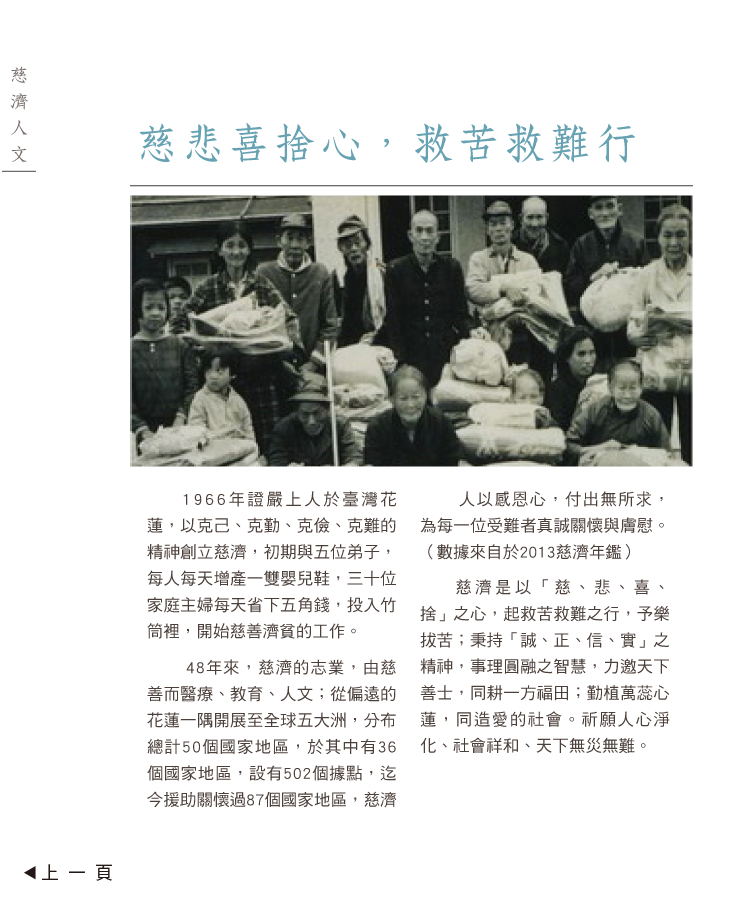 慈濟人文
慈悲喜捨心，救苦救難行
1966年證嚴上人於臺灣花
蓮，以克己、克勤、克儉、克難的
精神創立慈濟，初期與五位弟子，
每人每天增產一雙嬰兒鞋，三十位
家庭主婦每天省下五角錢，投入竹
筒裡，開始慈善濟貧的工作。
48年來，慈濟的志業，由慈
善而醫療、教育、人文；從偏遠的
花蓮一隅開展至全球五大洲，分布
總計50個國家地區，於其中有36
個國家地區，設有502個據點，迄
今援助關懷過87個國家地區，慈濟
人以感恩心，付出無所求，
為每一位受難者真誠關懷與膚慰。
（數據來自於2013慈濟年鑑）
慈濟是以「慈、悲、喜、
捨」之心，起救苦救難之行，予樂
拔苦；秉持「誠、正、信、實」之
精神，事理圓融之智慧，力邀天下
善士，同耕一方福田；勤植萬蕊心
蓮，同造愛的社會。祈願人心淨
化、社會祥和、天下無災無難。
◀上一頁